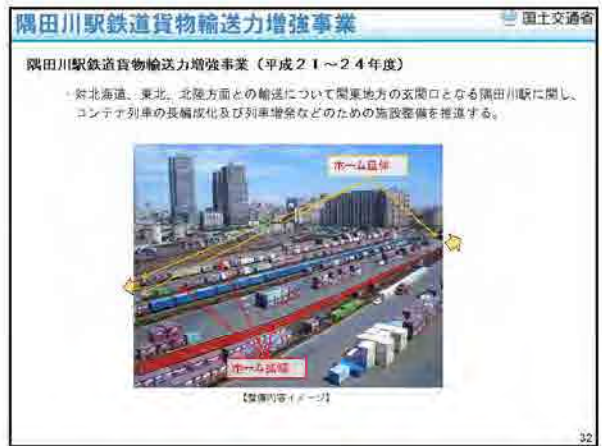 隅田川駅鉄道貨物輸送力増強事業
国土交通省
隅田川駅鉄道貨物輸送力増強事業(平成21~24年度)
・対北海道、東北、北陸方面との輸送について関東地方の玄関口となる隅田川駅に関し、
コンテナ列車の長編成化及び列車増発などのための施設整備を推進する。
ホーム延伸
ホーム拡幅
【整備内容イメージ】
32